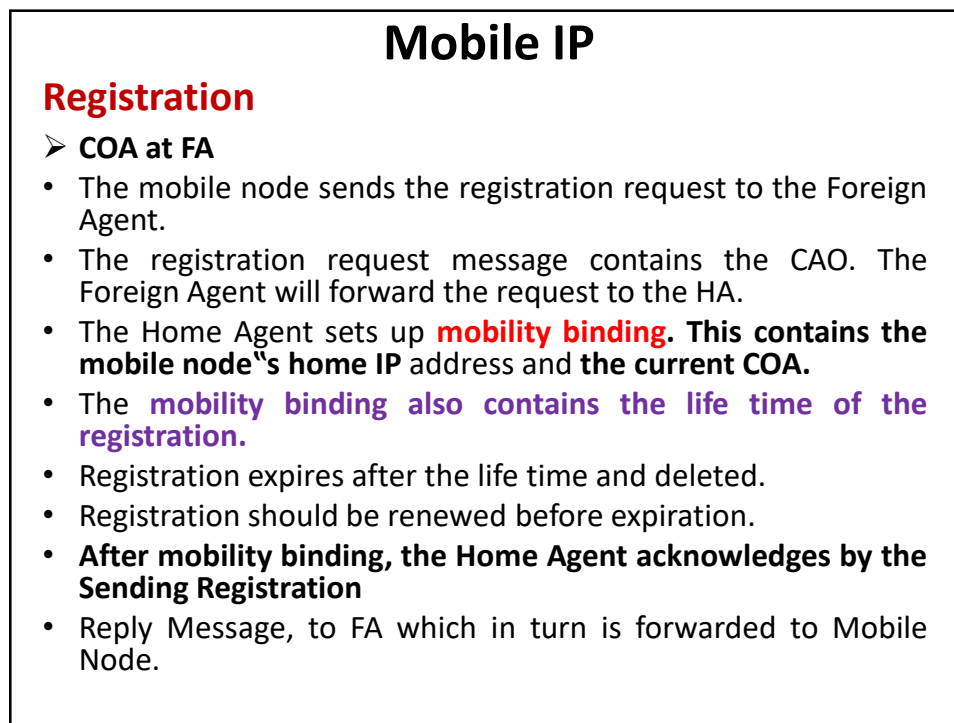 Mobile IP
Registration
➢ COA at FA
• The mobile node sends the registration request to the Foreign
Agent.
• The registration request message contains the CAO. The
Foreign Agent will forward the request to the HA.
• The Home Agent sets up mobility binding. This contains the
mobile node‟s home IP address and the current COA.
• The mobility binding also contains the life time of the
registration.
• Registration expires after the life time and deleted.
• Registration should be renewed before expiration.
• After mobility binding, the Home Agent acknowledges by the
Sending Registration
• Reply Message, to FA which in turn is forwarded to Mobile
Node.